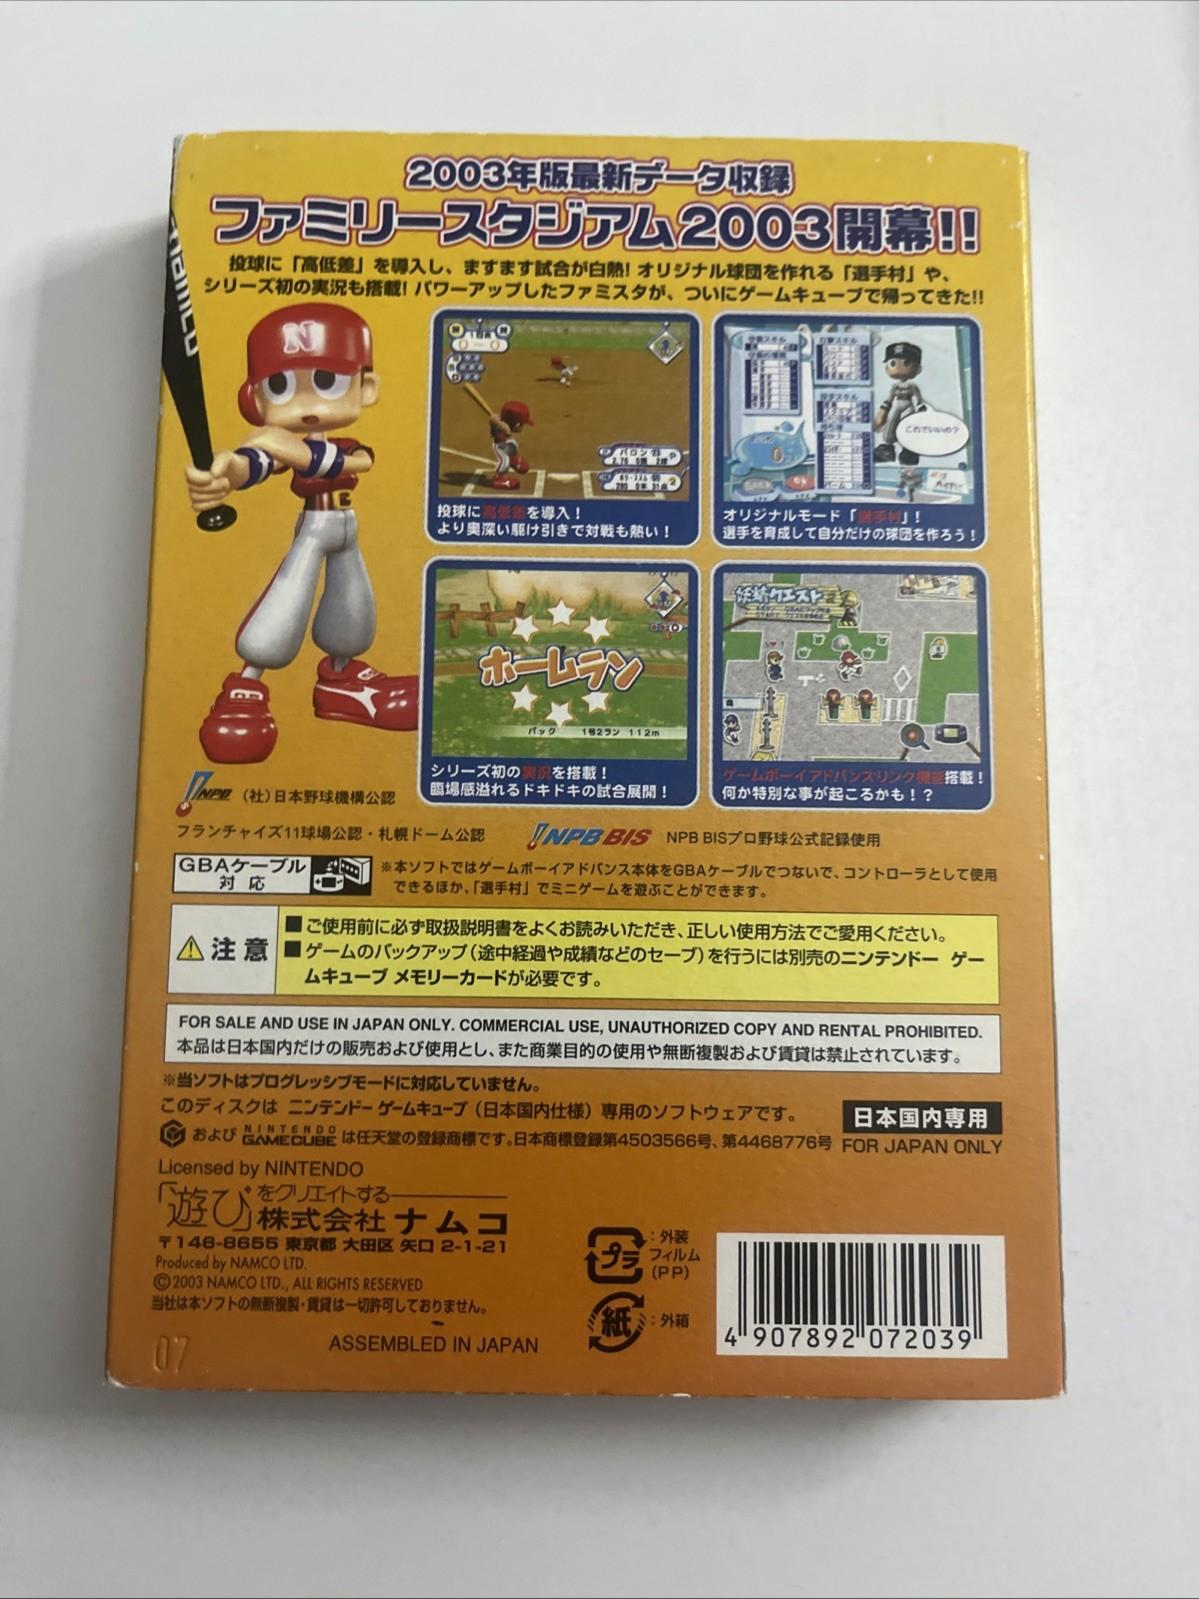 2003年版最新データ収録
ファミリースタジアム2003開幕!!
投球に「高低差」を導入し、ますます試合が白熱!オリジナル球団を作れる「選手村」や、
シリーズ初の実況も搭載!パワーアップしたファミスタが、ついにゲームキューブで帰ってきた!!
namco
N
投球に高低差を導入!
より奥深い駆け引きで対戦も熱い!
これでいいの?
オリジナルモード「選手村」!
選手を育成して自分だけの球団を作ろう!
ホームラン
パック 1号2ラン 112m
シリーズ初の実況を搭載!
臨場感溢れるドキドキの試合展開!
妖精クエスト
ゲームボーイアドバンスリンク機能搭載!
何か特別な事が起こるかも!?
NPB (社)日本野球機構公認
フランチャイズ11球場公認・札幌ドーム公認
NPB BIS NPB BISプロ野球公式記録使用
GBAケーブル
対応
※本ソフトではゲームボーイアドバンス本体をGBAケーブルでつないで、コントローラとして使用
できるほか、「選手村」でミニゲームを遊ぶことができます。
注意
■ご使用前に必ず取扱説明書をよくお読みいただき、正しい使用方法でご愛用ください。
■ゲームのバックアップ(途中経過や成績などのセーブ)を行うには別売のニンテンドー ゲー
ムキューブ メモリーカードが必要です。
FOR SALE AND USE IN JAPAN ONLY. COMMERCIAL USE, UNAUTHORIZED COPY AND RENTAL PROHIBITED.
本品は日本国内だけの販売および使用とし、また商業目的の使用や無断複製および賃貸は禁止されています。
※当ソフトはプログレッシブモードに対応していません。
このディスクは ニンテンドー ゲームキューブ(日本国内仕様)専用のソフトウェアです。
日本国内専用
および NINTENDO GAMECUBE は任天堂の登録商標です。日本商標登録第4503566号、第4468776号
FOR JAPAN ONLY
Licensed by NINTENDO
「遊び」をクリエイトする
株式会社 ナムコ
〒146-8655 東京都 大田区 矢口 2-1-21
Produced by NAMCO LTD.
©2003 NAMCO LTD., ALL RIGHTS RESERVED
当社は本ソフトの無断複製・賃貸は一切許可しておりません。
プラ :外装フィルム(PP)
紙 :外箱
4 907892 072039
07
ASSEMBLED IN JAPAN